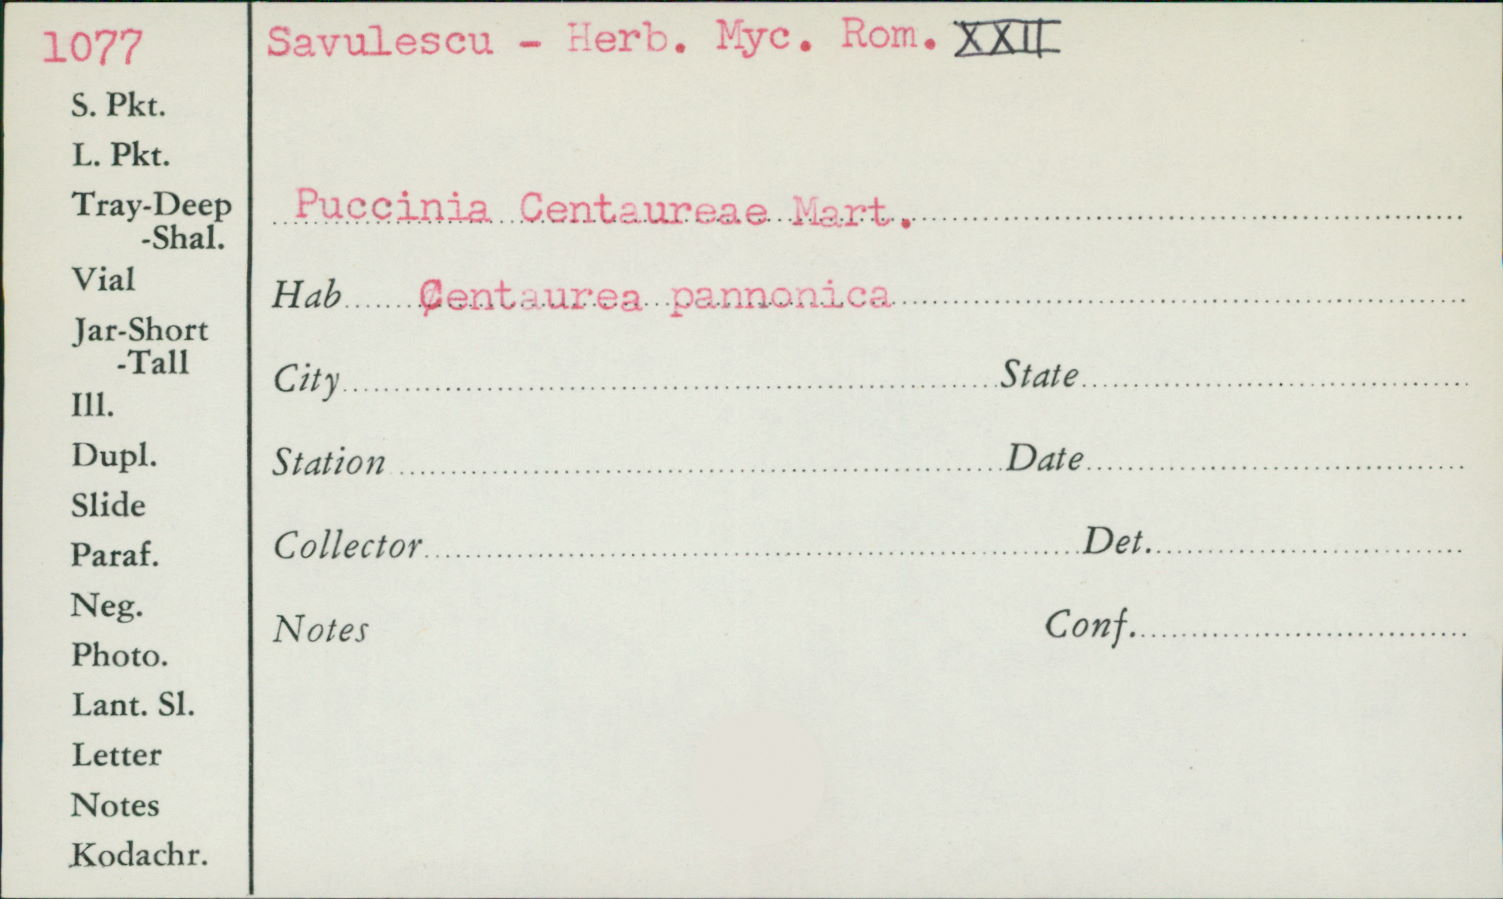 1077
Savulescu - Herb. Myc. Rom. XXII
S. Pkt.
L. Pkt.
Tray-Deep
-Shal.
Vial
Jar-Short
-Tall
Ill.
Dupl.
Slide
Paraf.
Neg.
Photo.
Lant. Sl.
Letter
Notes
Kodachr.
Puccinia Centaureae Mart.
Hab Centaurea pannonica
City State
Station Date
Collector Det.
Notes Conf.